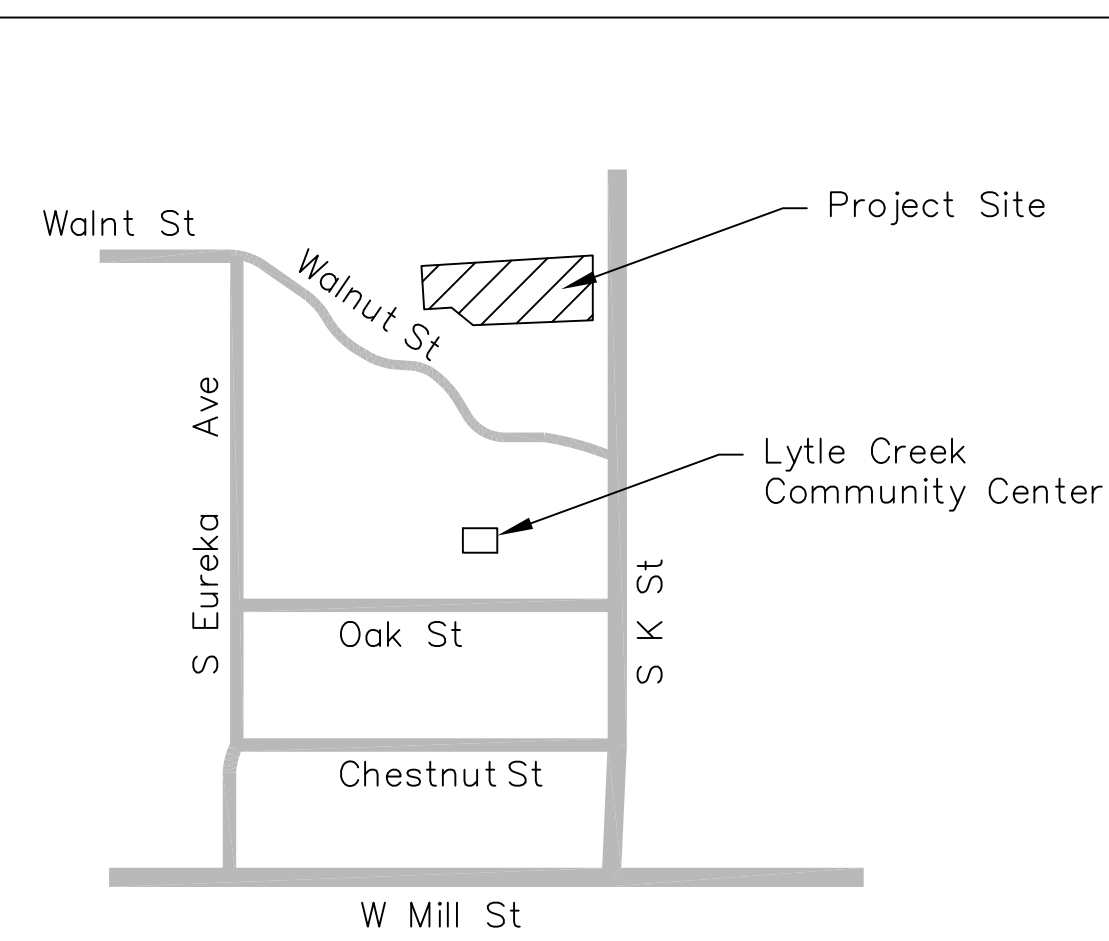 Project Site
Walnt St
Walnut St
S Eureka Ave
Lytle Creek
Community Center
S K St
Oak St
Chestnut St
W Mill St